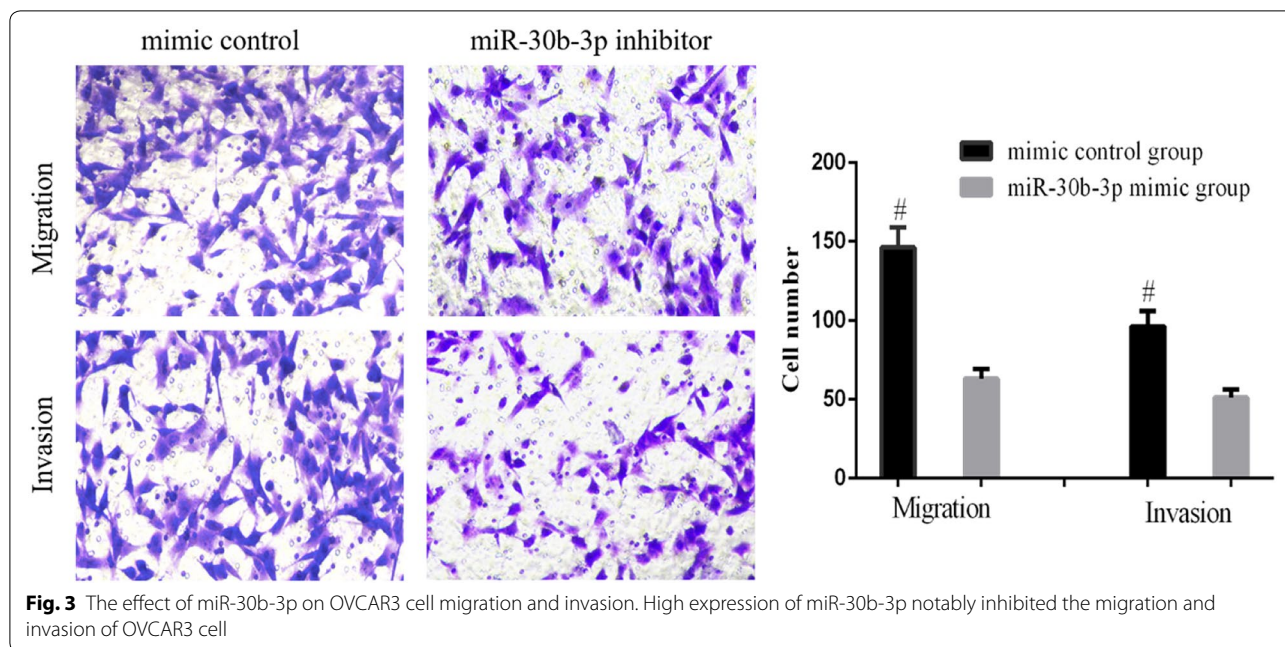 mimic control
miR-30b-3p inhibitor
Migration
Invasion
mimic control group
miR-30b-3p mimic group
Cell number
200
150
100
50
0
#
#
Migration
Invasion
Fig. 3 The effect of miR-30b-3p on OVCAR3 cell migration and invasion. High expression of miR-30b-3p notably inhibited the migration and
invasion of OVCAR3 cell